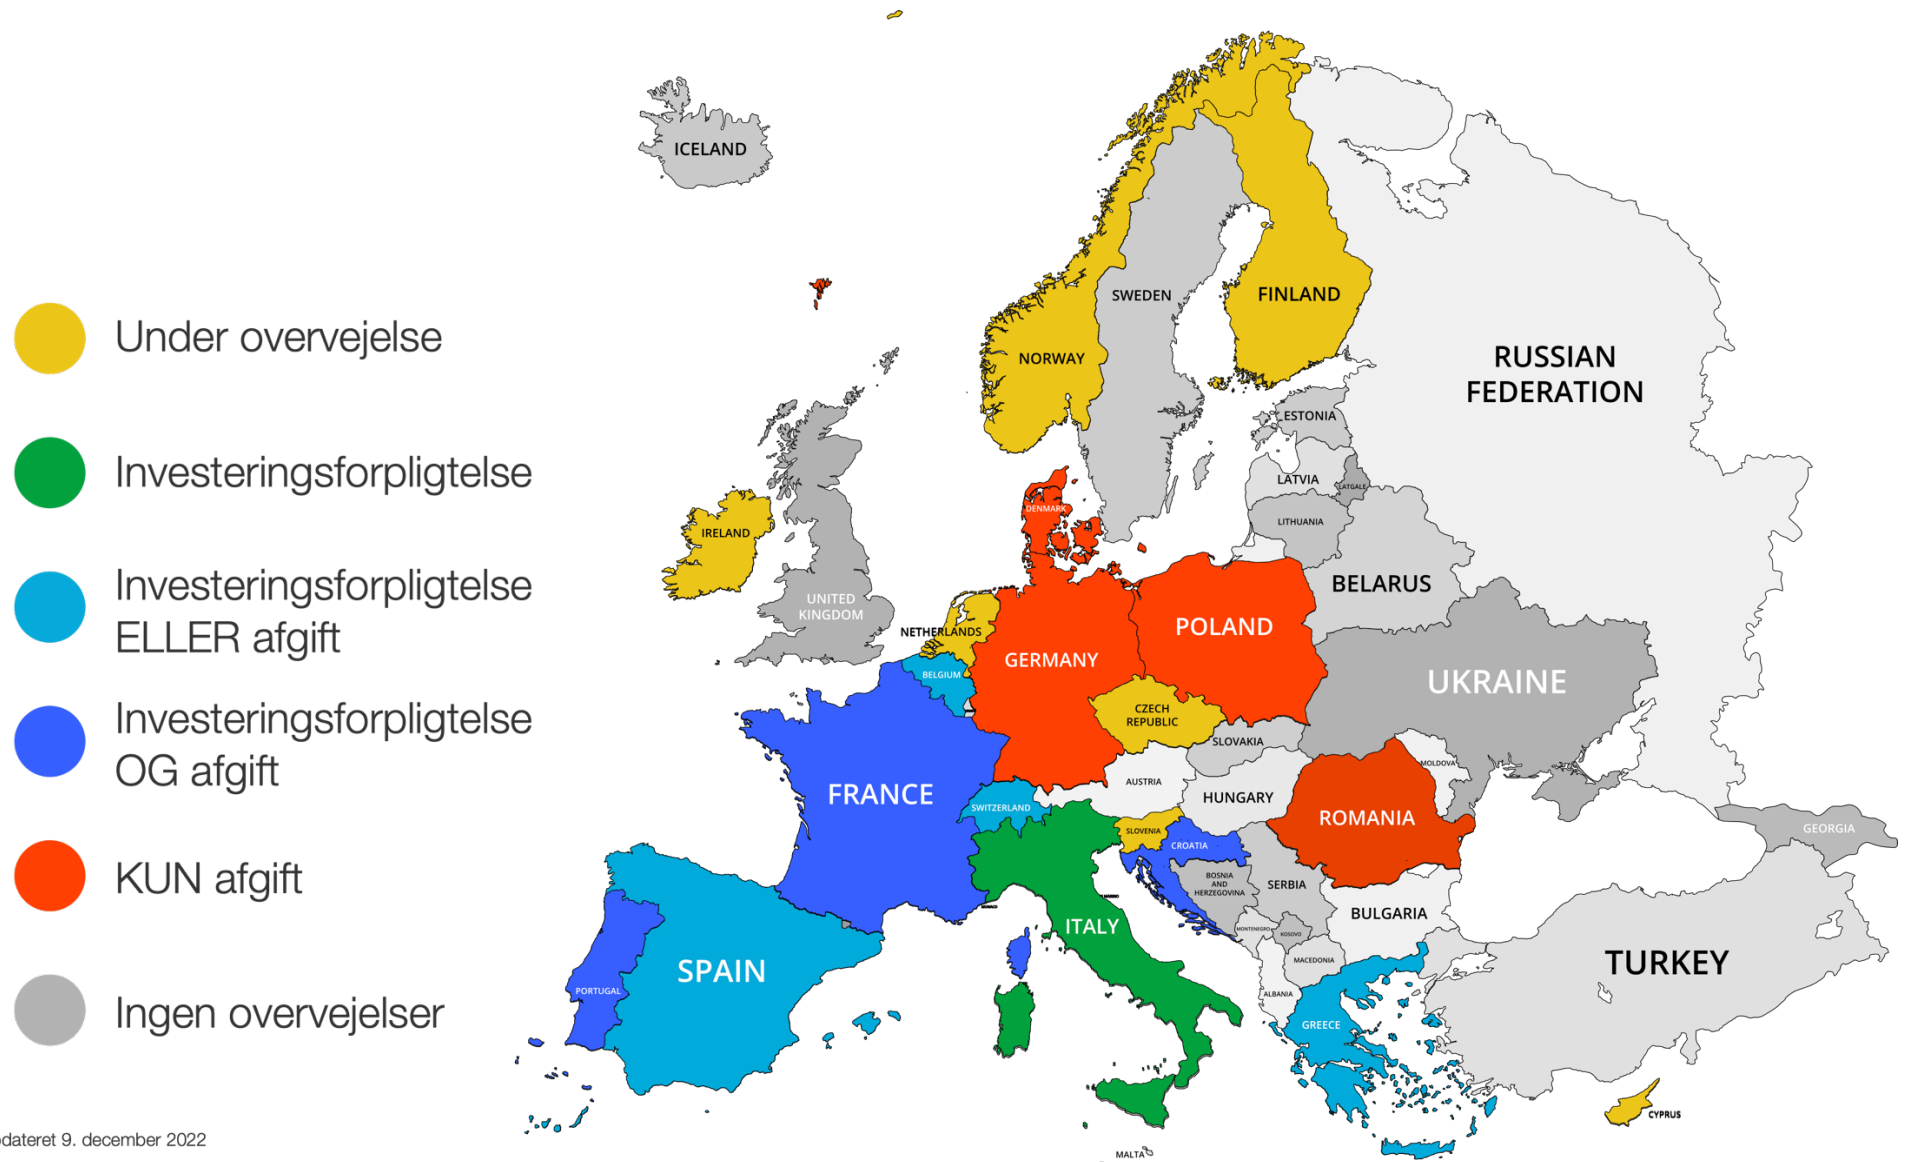 ICELAND
SWEDEN
FINLAND
NORWAY
RUSSIAN
FEDERATION
Under overvejelse
ESTONIA
LATVIA
LATGALE
LITHUANIA
Investeringsforpligtelse
DENMARK
IRELAND
UNITED
KINGDOM
BELARUS
Investeringsforpligtelse
ELLER afgift
NETHERLANDS
POLAND
GERMANY
BELGIUM
UKRAINE
CZECH
REPUBLIC
Investeringsforpligtelse
OG afgift
SLOVAKIA
MOLDOVA
AUSTRIA
HUNGARY
FRANCE
SWITZERLAND
ROMANIA
GEORGIA
SLOVENIA
CROATIA
KUN afgift
BOSNIA
AND
HERZEGOVINA
SERBIA
MONACO
BULGARIA
ITALY
MONTENEGRO
KOSOVO
MACEDONIA
TURKEY
SPAIN
PORTUGAL
ALBANIA
Ingen overvejelser
GREECE
CYPRUS
dateret 9. december 2022
MALTA